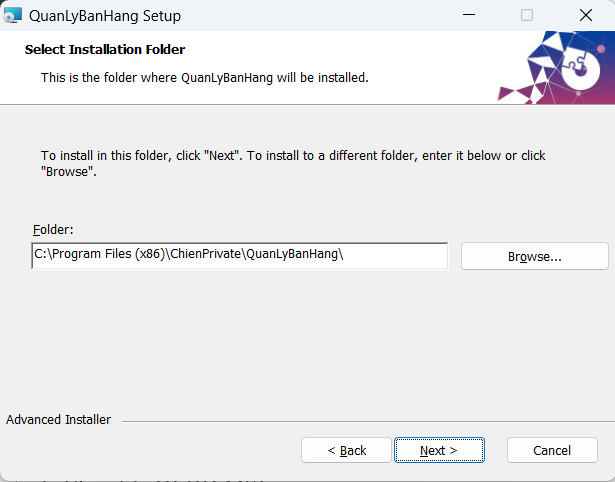 QuanLyBanHang Setup
Select Installation Folder
This is the folder where QuanLyBanHang will be installed.
To install in this folder, click "Next". To install to a different folder, enter it below or click
"Browse".
Folder:
C:\Program Files (x86)\ChienPrivate\QuanLyBanHang\
Browse...
Advanced Installer
< Back
Next >
Cancel